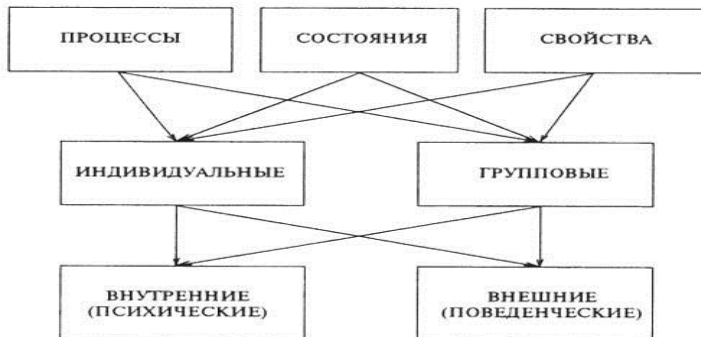 ПРОЦЕССЫ
СОСТОЯНИЯ
СВОЙСТВА
ИНДИВИДУАЛЬНЫЕ
ГРУППОВЫЕ
ВНУТРЕННИЕ
(ПСИХИЧЕСКИЕ)
ВНЕШНИЕ
(ПОВЕДЕНЧЕСКИЕ)